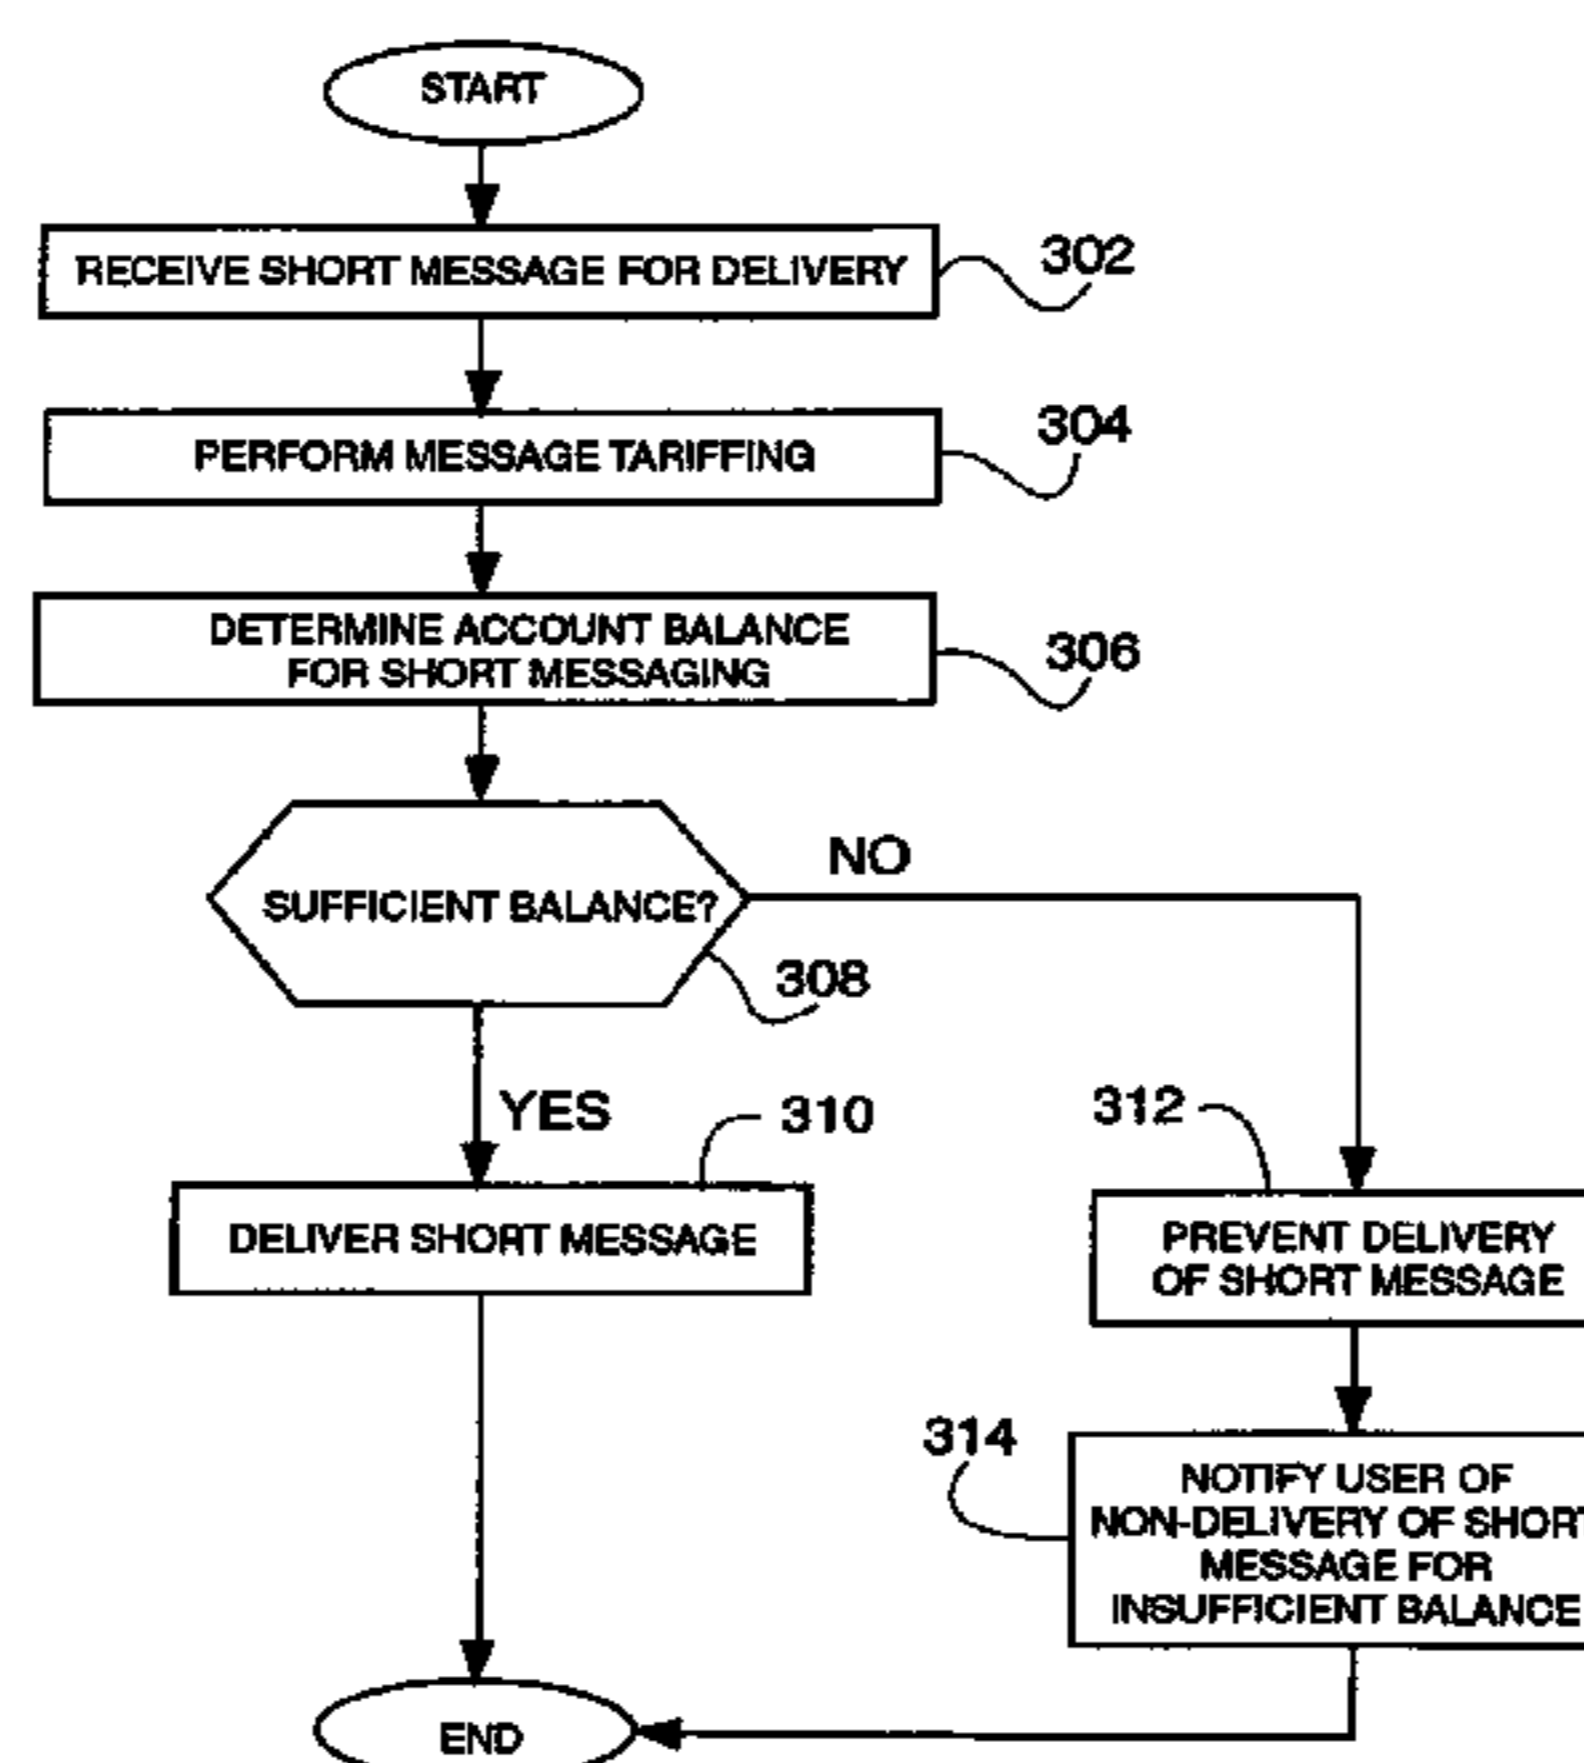 START
RECEIVE SHORT MESSAGE FOR DELIVERY
302
PERFORM MESSAGE TARIFFING
304
DETERMINE ACCOUNT BALANCE
FOR SHORT MESSAGING
306
SUFFICIENT BALANCE?
NO
308
YES
310
312
DELIVER SHORT MESSAGE
PREVENT DELIVERY
OF SHORT MESSAGE
314
NOTIFY USER OF
NON-DELIVERY OF SHORT
MESSAGE FOR
INSUFFICIENT BALANCE
END